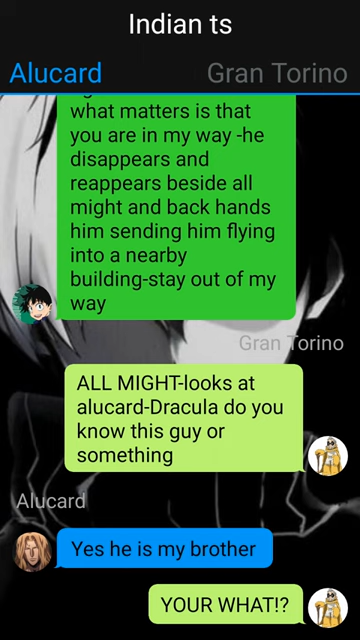 Indian ts
Alucard
Gran Torino
what matters is that
you are in my way -he
disappears and
reappears beside all
might and back hands
him sending him flying
into a nearby
building-stay out of my
way
Gran Torino
ALL MIGHT-looks at
alucard-Dracula do you
know this guy or
something
Alucard
Yes he is my brother
YOUR WHAT!?